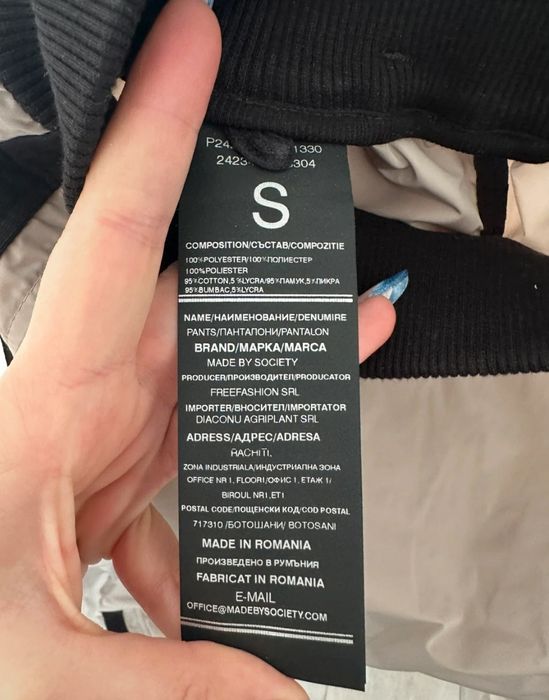 P24
1330
2423
304
S
COMPOSITION/СЪСТАВ/COMPOZITIE
100%POLYESTER/100%ПОЛИЕСТЕР
100%POLIESTER
95%COTTON,5%LYCRA/95%ПАМУК,5%ЛИКРА
95%BUMBAC,5%LYCRA
NAME/НАИМЕНОВАНИЕ/DENUMIRE
PANTS/ПАНТАЛОНИ/PANTALON
BRAND/МАРКА/MARCA
MADE BY SOCIETY
PRODUCER/ПРОИЗВОДИТЕЛ/PRODUCATOR
FREEFASHION SRL
IMPORTER/ВНОСИТЕЛ/IMPORTATOR
DIACONU AGRIPLANT SRL
ADRESS/АДРЕС/ADRESA
RACHITI,
ZONA INDUSTRIALA/ИНДУСТРИАЛНА ЗОНА
OFFICE NR 1, FLOOR1/ОФИС 1, ЕТАЖ 1/
BIROUL NR1,ET1
POSTAL CODE/ПОЩЕНСКИ КОД/COD POSTAL
717310 /БОТОШАНИ/ BOTOSANI
MADE IN ROMANIA
ПРОИЗВЕДЕНО В РУМЪНИЯ
FABRICAT IN ROMANIA
E-MAIL
OFFICE@MADEBYSOCIETY.COM